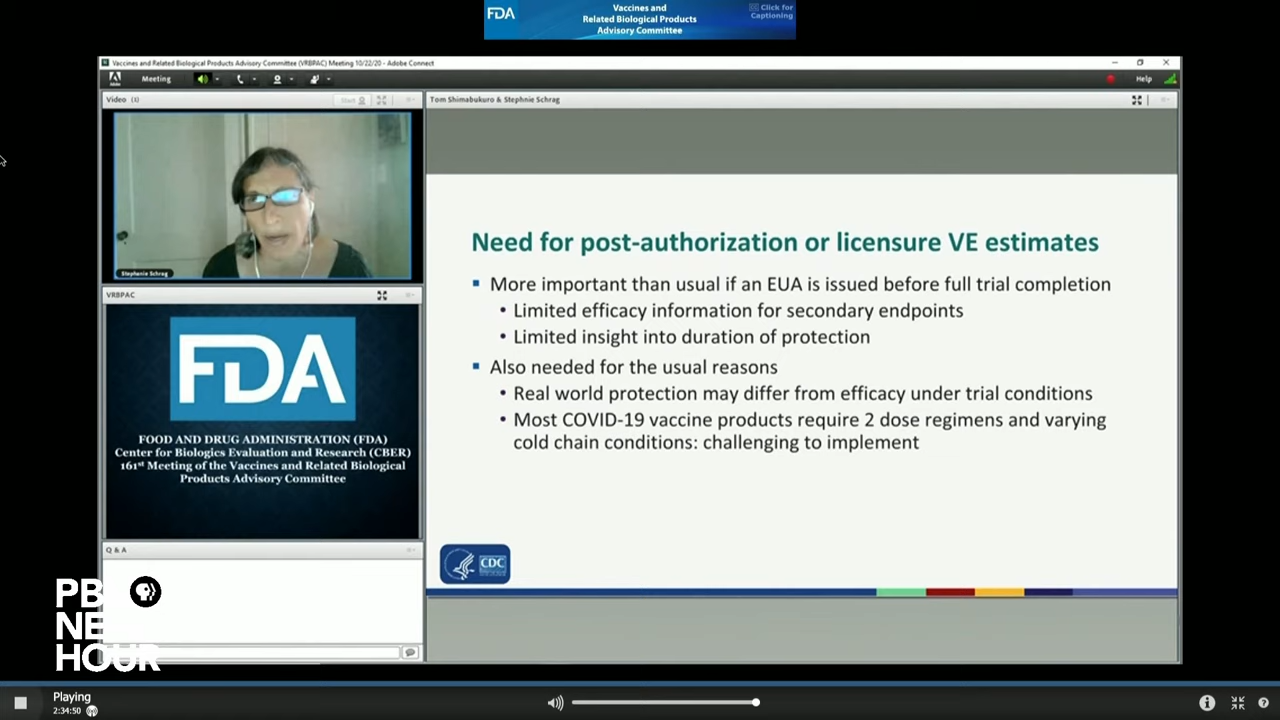 FDA
Vaccines and
Related Biological Products
Advisory Committee
CC Click for
Captioning
Vaccines and Related Biological Products Advisory Committee (VRBPAC) Meeting 10/22/20 - Adobe Connect
Meeting
Help
Video (1)
Start
Stephanie Schrag
VRBPAC
FDA
FOOD AND DRUG ADMINISTRATION (FDA)
Center for Biologics Evaluation and Research (CBER)
161st Meeting of the Vaccines and Related Biological
Products Advisory Committee
Q & A
Tom Shimabukuro & Stephnie Schrag
Need for post-authorization or licensure VE estimates
▪ More important than usual if an EUA is issued before full trial completion
• Limited efficacy information for secondary endpoints
• Limited insight into duration of protection
▪ Also needed for the usual reasons
• Real world protection may differ from efficacy under trial conditions
• Most COVID-19 vaccine products require 2 dose regimens and varying
cold chain conditions: challenging to implement
CDC
PB
NE
HOUR
Playing
2:34:50